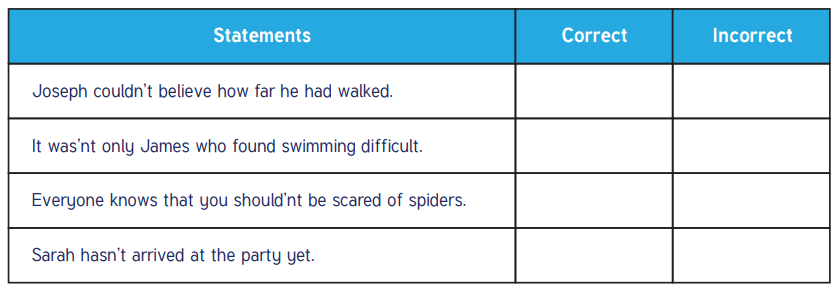 Statements Correct Incorrect
Joseph couldn't believe how far he had walked.
It was'nt only James who found swimming difficult.
Everyone knows that you should'nt be scared of spiders.
Sarah hasn't arrived at the party yet.